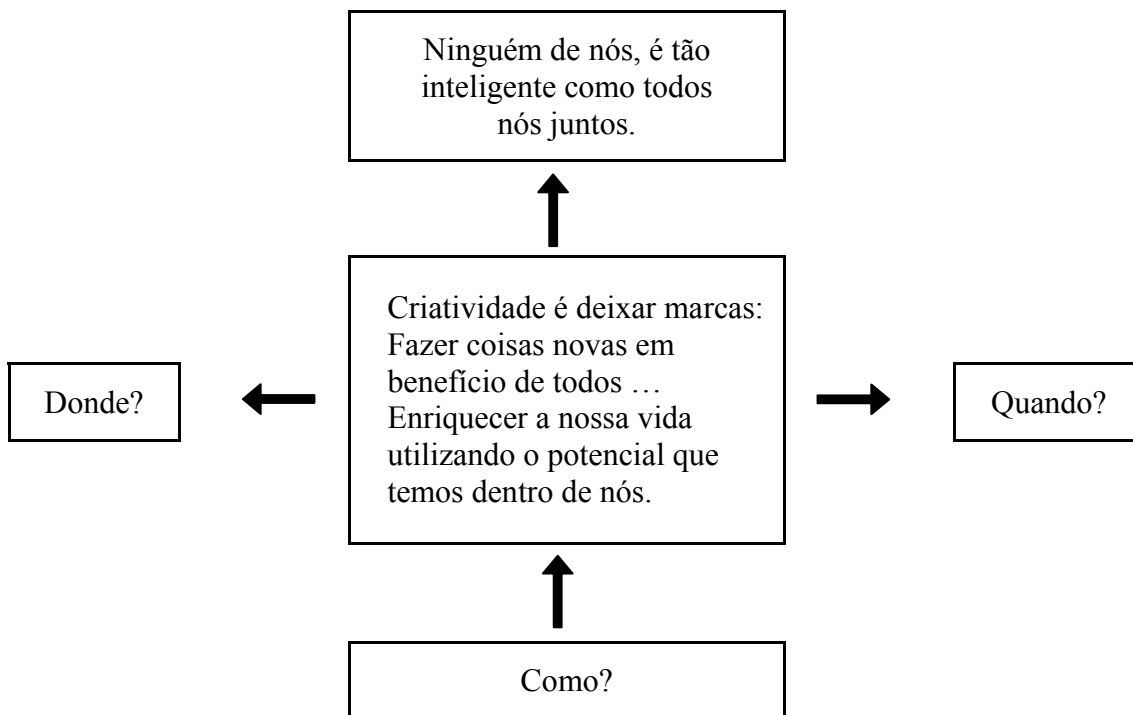 Ninguém de nós, é tão
inteligente como todos
nós juntos.
Criatividade é deixar marcas:
Fazer coisas novas em
benefício de todos …
Enriquecer a nossa vida
utilizando o potencial que
temos dentro de nós.
Donde?
Quando?
Como?